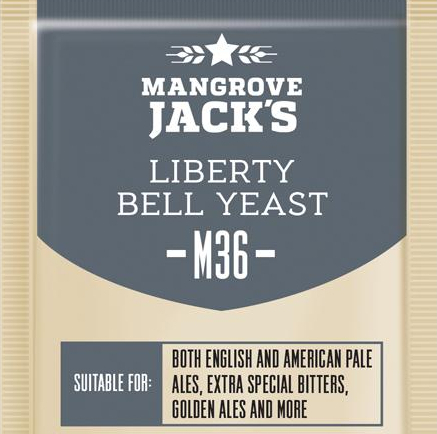 MANGROVE
JACK'S
LIBERTY
BELL YEAST
-M36-
SUITABLE FOR:
BOTH ENGLISH AND AMERICAN PALE
ALES, EXTRA SPECIAL BITTERS,
GOLDEN ALES AND MORE